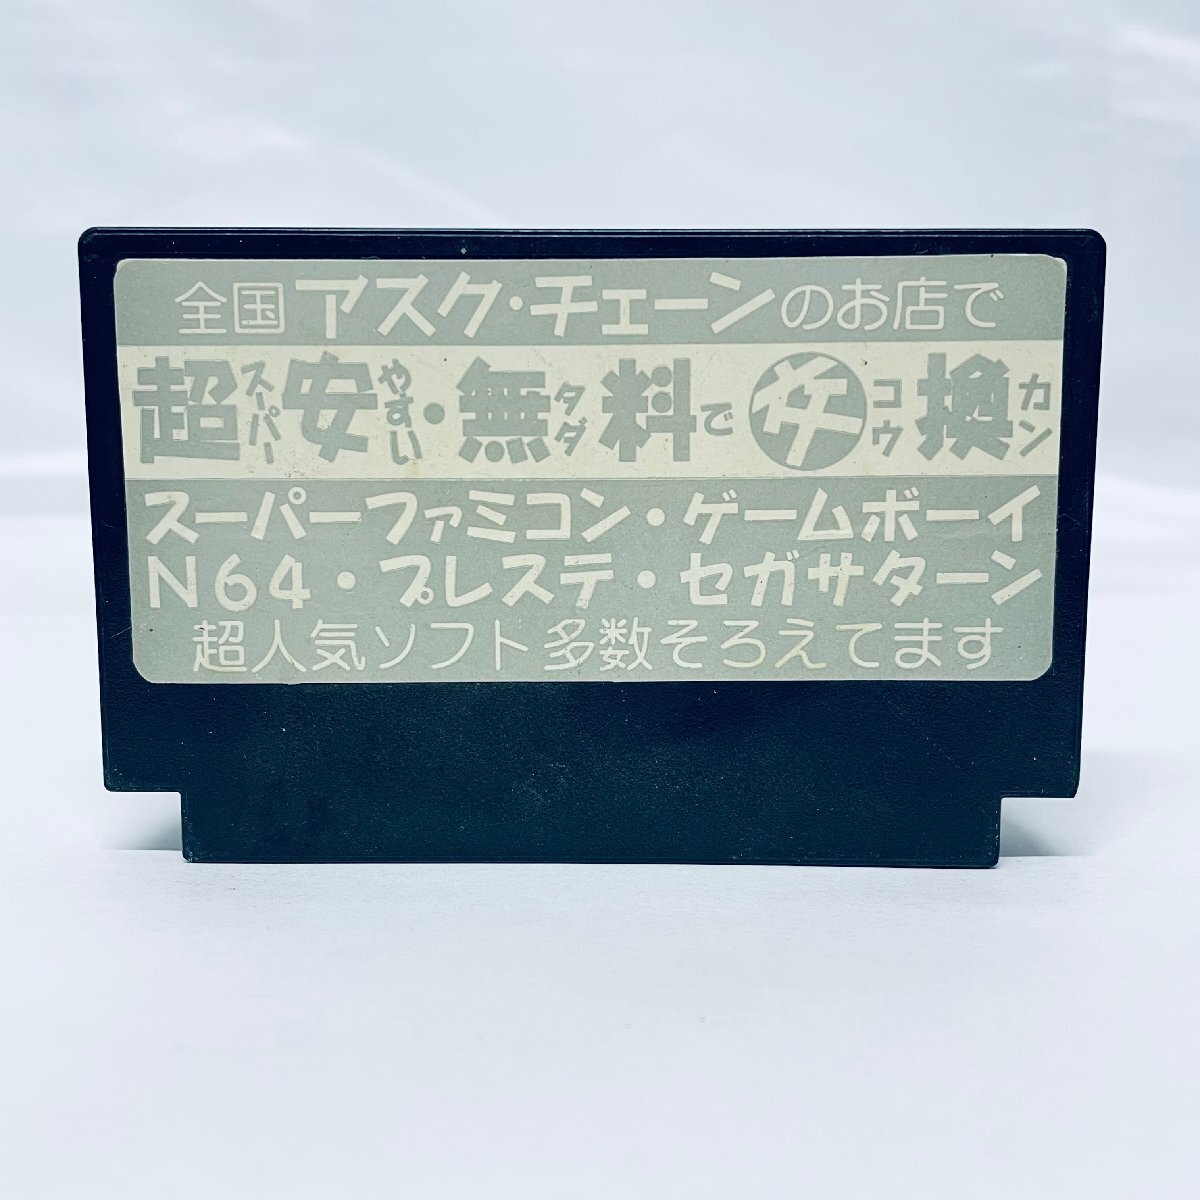 全国アスク・チェーンのお店で
超スーパー安やすい・無料タダで交コウ換カン
スーパーファミコン・ゲームボーイ
N64・プレステ・セガサターン
超人気ソフト多数そろえてます